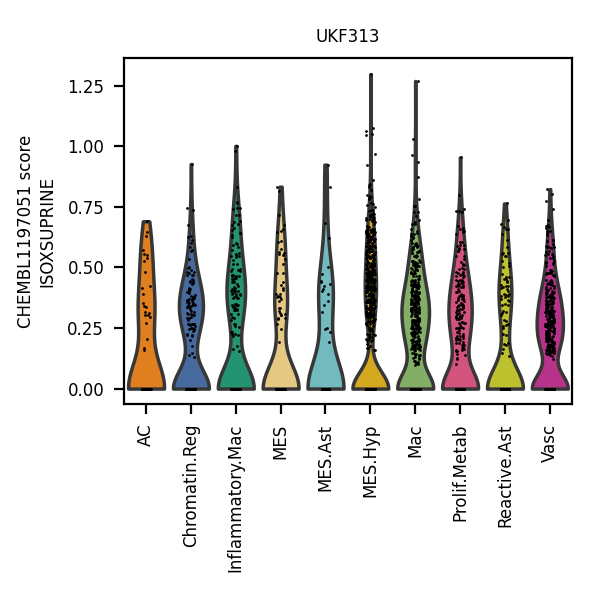 UKF313
CHEMBL1197051 score
ISOXSUPRINE
1.25
1.00
0.75
0.50
0.25
0.00
AC
Chromatin.Reg
Inflammatory.Mac
MES
MES.Ast
MES.Hyp
Mac
Prolif.Metab
Reactive.Ast
Vasc